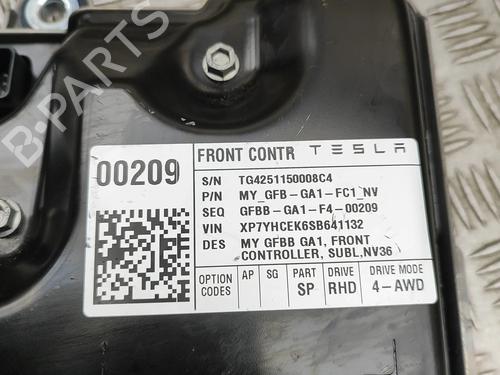 B-PARTS
00209
FRONT CONTR TESLA
S/N TG4251150008C4
P/N MY_GFB-GA1-FC1_NV
SEQ GFBB-GA1-F4-00209
VIN XP7YHCEK6SB641132
DES MY GFBB GA1, FRONT
CONTROLLER, SUBL,NV36
OPTION CODES AP SG PART SP DRIVE RHD DRIVE MODE 4-AWD